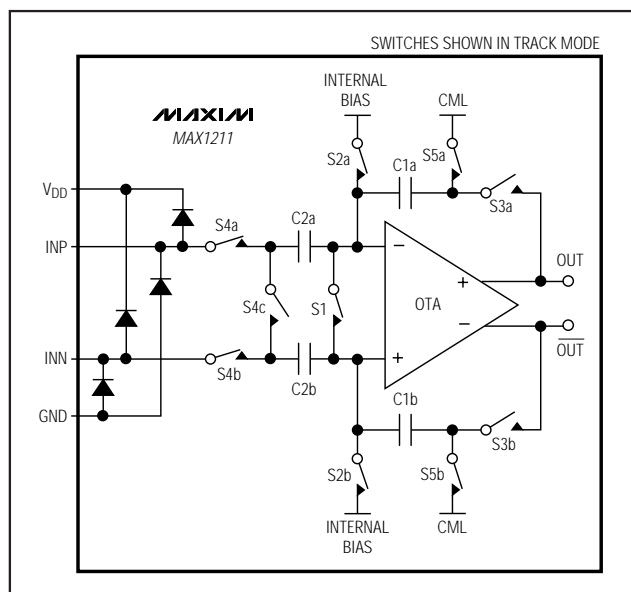 SWITCHES SHOWN IN TRACK MODE
MAXIM
MAX1211
INTERNAL
BIAS
CML
S2a
C1a
S5a
S3a
VDD
INP
S4a
C2a
S4c
S1
OTA
OUT
INN
S4b
C2b
OUT
GND
C1b
S2b
S5b
S3b
INTERNAL
BIAS
CML
−
+
+
−